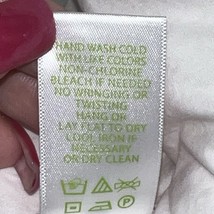 HAND WASH COLD
WITH LIKE COLORS
NON-CHLORINE
BLEACH IF NEEDED
NO WRINGING OR
TWISTING
HANG OR
LAY FLAT TO DRY
COOL IRON IF
NECESSARY
OR DRY CLEAN